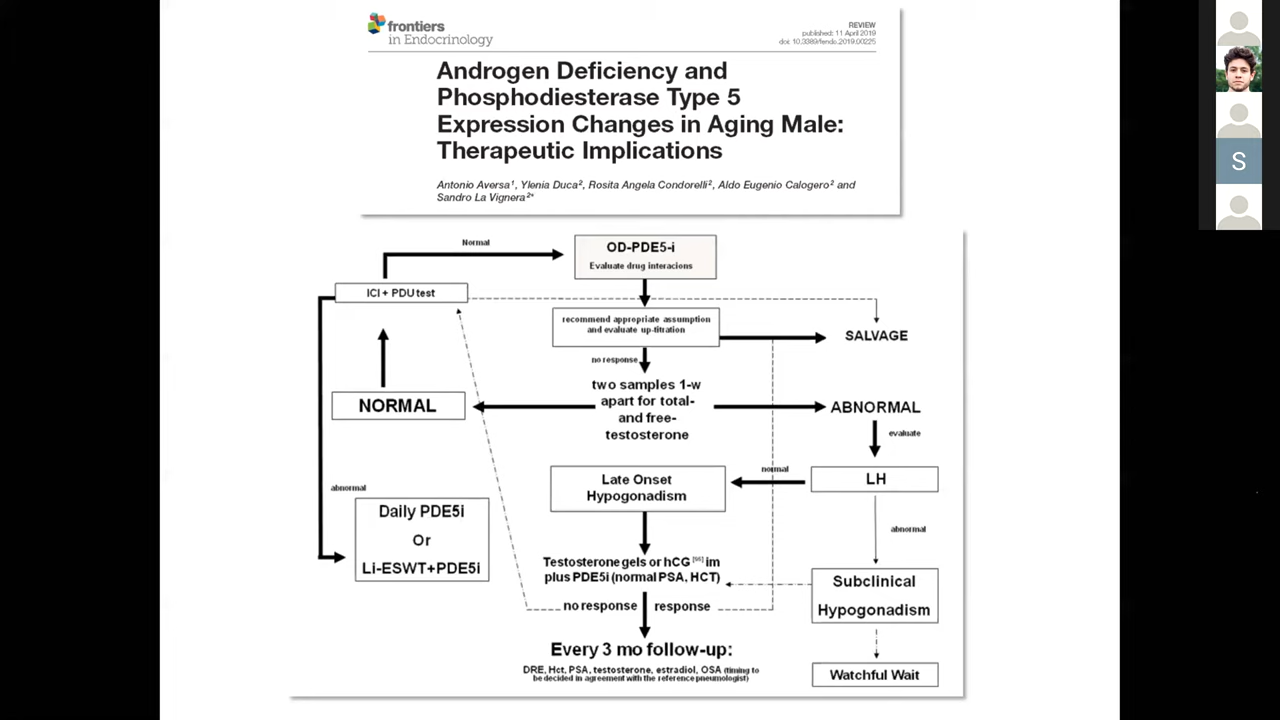 frontiers
in Endocrinology
REVIEW
published: 11 April 2019
doi: 10.3389/fendo.2019.00225
Androgen Deficiency and
Phosphodiesterase Type 5
Expression Changes in Aging Male:
Therapeutic Implications
Antonio Aversa¹, Ylenia Duca², Rosita Angela Condorelli², Aldo Eugenio Calogero² and
Sandro La Vignera²*
S
Normal
OD-PDE5-i
Evaluate drug interacions
ICI + PDU test
recommend appropriate assumption
and evaluate up-titration
SALVAGE
no response
two samples 1-w
apart for total-
and free-
testosterone
NORMAL
ABNORMAL
evaluate
LH
normal
Late Onset
Hypogonadism
abnormal
Daily PDE5i
Or
Li-ESWT+PDE5i
abnormal
Testosterone gels or hCG im
plus PDE5i (normal PSA, HCT)
Subclinical
Hypogonadism
no response
response
Every 3 mo follow-up:
DRE, Hct, PSA, testosterone, estradiol, OSA (timing to
be decided in agreement with the reference pneumologist)
Watchful Wait